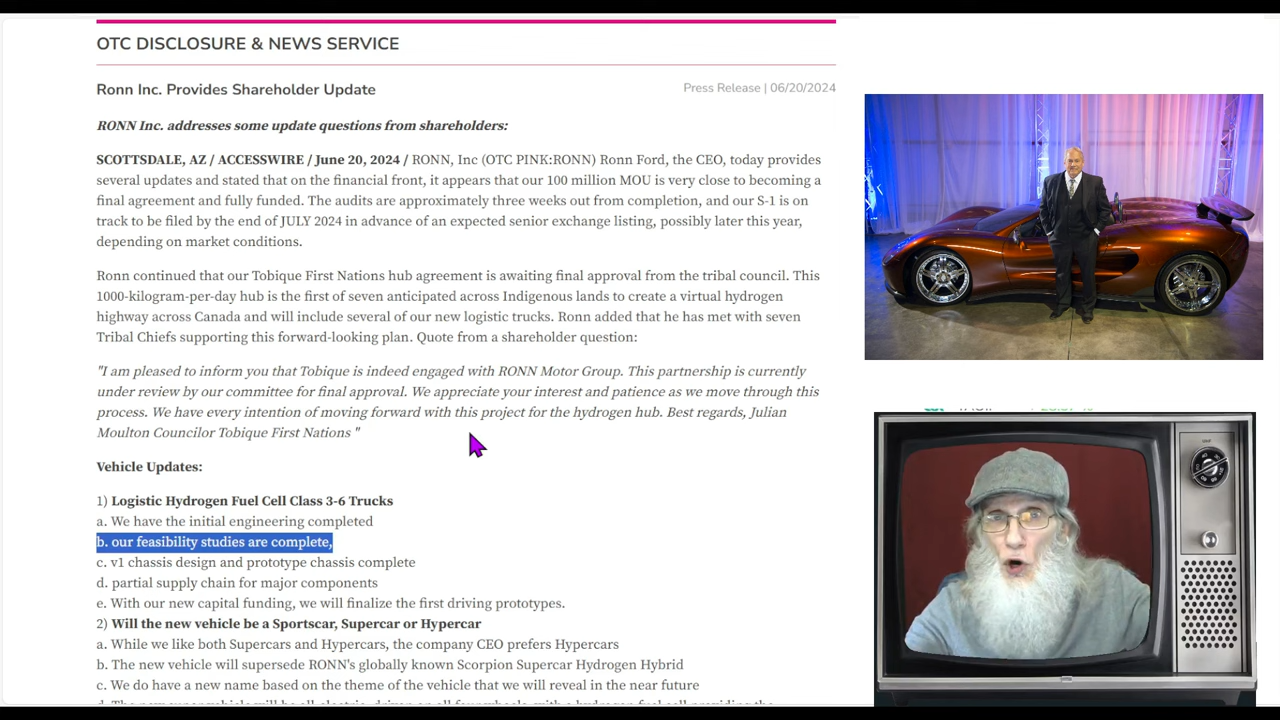 OTC DISCLOSURE & NEWS SERVICE
Ronn Inc. Provides Shareholder Update
Press Release | 06/20/2024
RONN Inc. addresses some update questions from shareholders:
SCOTTSDALE, AZ / ACCESSWIRE / June 20, 2024 / RONN, Inc (OTC PINK:RONN) Ronn Ford, the CEO, today provides
several updates and stated that on the financial front, it appears that our 100 million MOU is very close to becoming a
final agreement and fully funded. The audits are approximately three weeks out from completion, and our S-1 is on
track to be filed by the end of JULY 2024 in advance of an expected senior exchange listing, possibly later this year,
depending on market conditions.
Ronn continued that our Tobique First Nations hub agreement is awaiting final approval from the tribal council. This
1000-kilogram-per-day hub is the first of seven anticipated across Indigenous lands to create a virtual hydrogen
highway across Canada and will include several of our new logistic trucks. Ronn added that he has met with seven
Tribal Chiefs supporting this forward-looking plan. Quote from a shareholder question:
"I am pleased to inform you that Tobique is indeed engaged with RONN Motor Group. This partnership is currently
under review by our committee for final approval. We appreciate your interest and patience as we move through this
process. We have every intention of moving forward with this project for the hydrogen hub. Best regards, Julian
Moulton Councilor Tobique First Nations "
Vehicle Updates:
1) Logistic Hydrogen Fuel Cell Class 3-6 Trucks
a. We have the initial engineering completed
b. our feasibility studies are complete,
c. v1 chassis design and prototype chassis complete
d. partial supply chain for major components
e. With our new capital funding, we will finalize the first driving prototypes.
2) Will the new vehicle be a Sportscar, Supercar or Hypercar
a. While we like both Supercars and Hypercars, the company CEO prefers Hypercars
b. The new vehicle will supersede RONN's globally known Scorpion Supercar Hydrogen Hybrid
c. We do have a new name based on the theme of the vehicle that we will reveal in the near future